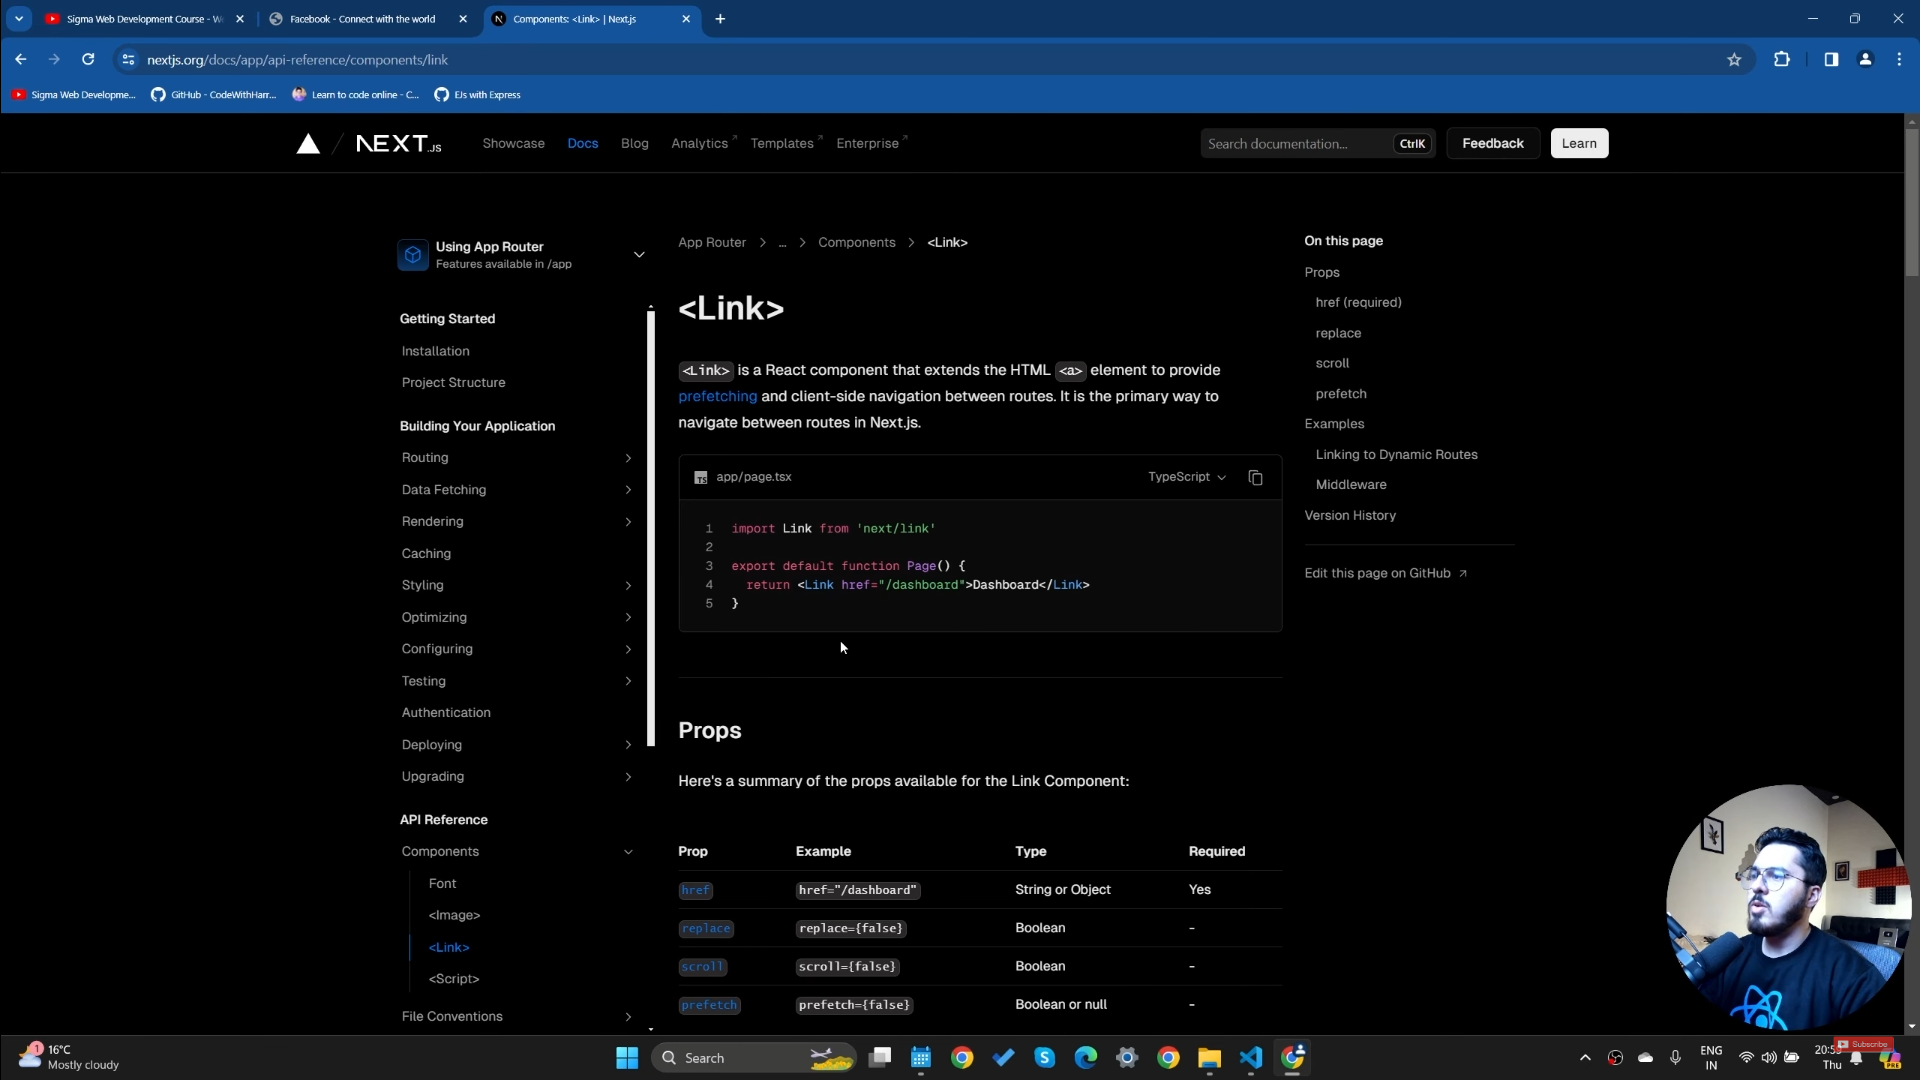 Sigma Web Development Course - W
Facebook - Connect with the world
Components: <Link> | Next.js
nextjs.org/docs/app/api-reference/components/link
Sigma Web Developme...
GitHub - CodeWithHarr...
Learn to code online - C...
EJs with Express
NEXT.JS
Showcase
Docs
Blog
Analytics
Templates
Enterprise
Search documentation...
CtrlK
Feedback
Learn
Using App Router
Features available in /app
Getting Started
Installation
Project Structure
Building Your Application
Routing
Data Fetching
Rendering
Caching
Styling
Optimizing
Configuring
Testing
Authentication
Deploying
Upgrading
API Reference
Components
Font
<Image>
<Link>
<Script>
File Conventions
App Router > ... > Components > <Link>
<Link>
<Link> is a React component that extends the HTML <a> element to provide
prefetching and client-side navigation between routes. It is the primary way to
navigate between routes in Next.js.
TS app/page.tsx
TypeScript
1 import Link from 'next/link'
2
3 export default function Page() {
4 return <Link href="/dashboard">Dashboard</Link>
5 }
Props
Here's a summary of the props available for the Link Component:
Prop Example Type Required
href href="/dashboard" String or Object Yes
replace replace={false} Boolean -
scroll scroll={false} Boolean -
prefetch prefetch={false} Boolean or null -
On this page
Props
href (required)
replace
scroll
prefetch
Examples
Linking to Dynamic Routes
Middleware
Version History
Edit this page on GitHub
1
16°C
Mostly cloudy
Search
ENG
IN
Thu
Subscribe
PRE